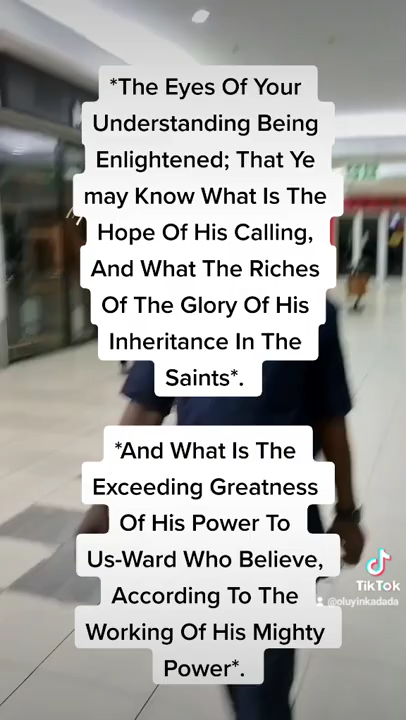 *The Eyes Of Your
Understanding Being
Enlightened; That Ye
may Know What Is The
Hope Of His Calling,
And What The Riches
Of The Glory Of His
Inheritance In The
Saints*.
*And What Is The
Exceeding Greatness
Of His Power To
Us-Ward Who Believe,
According To The
Working Of His Mighty
Power*.
TikTok
@oluyinkadada